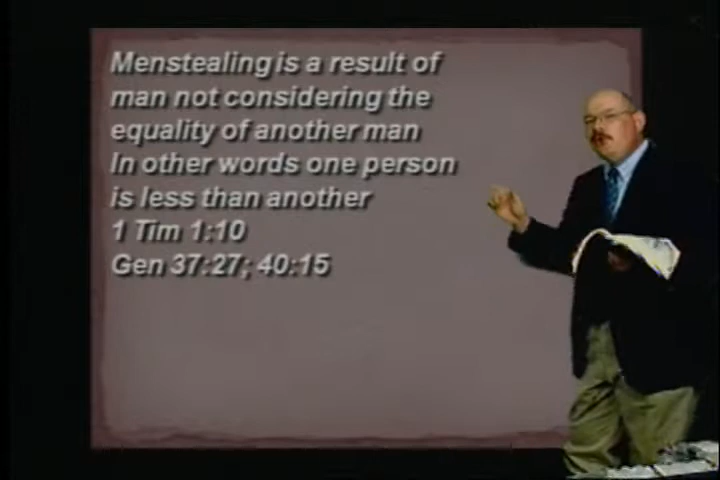 Menstealing is a result of
man not considering the
equality of another man
In other words one person
is less than another
1 Tim 1:10
Gen 37:27; 40:15